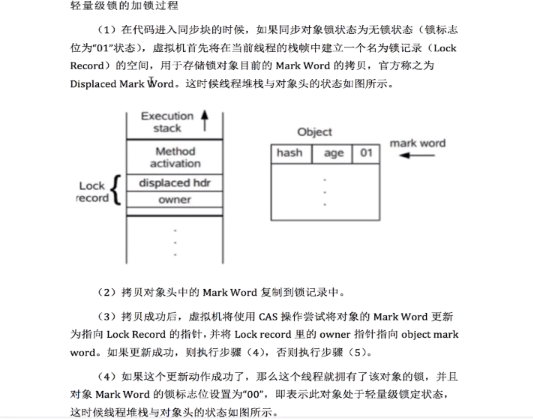 轻量级锁的加锁过程
（1）在代码进入同步块的时候，如果同步对象锁状态为无锁状态（锁标志
位为“01”状态），虚拟机首先将在当前线程的栈帧中建立一个名为锁记录（Lock
Record）的空间，用于存储锁对象目前的 Mark Word 的拷贝，官方称之为
Displaced Mark Word。这时候线程堆栈与对象头的状态如图所示。
Execution
stack
Object
mark word
Method
activation
hash age 01
Lock
record
displaced hdr
owner
（2）拷贝对象头中的 Mark Word 复制到锁记录中。
（3）拷贝成功后，虚拟机将使用 CAS 操作尝试将对象的 Mark Word 更新
为指向 Lock Record 的指针，并将 Lock record 里的 owner 指针指向 object mark
word。如果更新成功，则执行步骤（4），否则执行步骤（5）。
（4）如果这个更新动作成功了，那么这个线程就拥有了该对象的锁，并且
对象 Mark Word 的锁标志位设置为“00”，即表示此对象处于轻量级锁定状态，
这时候线程堆栈与对象头的状态如图所示。